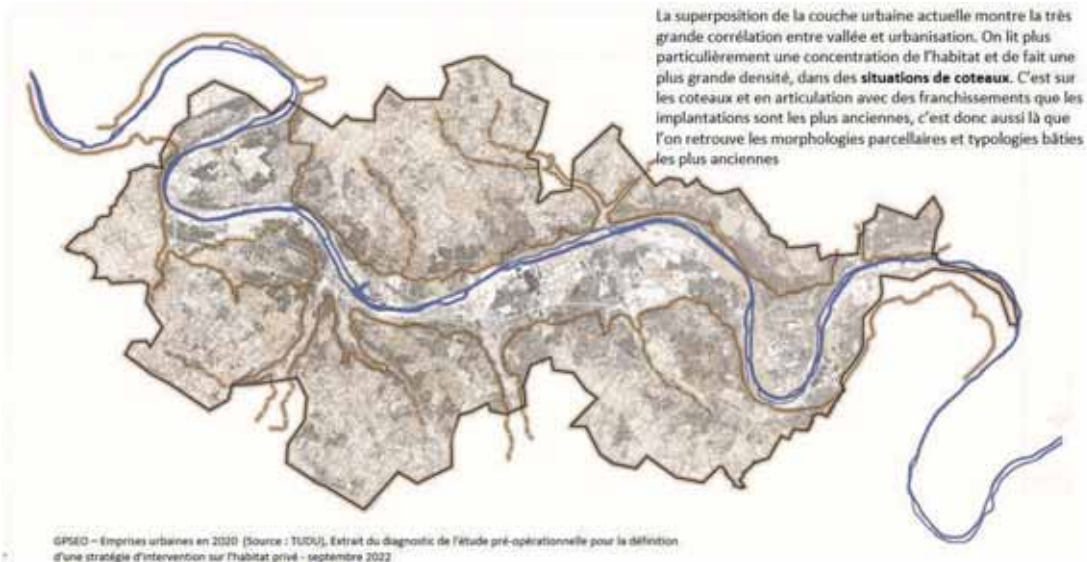 La superposition de la couche urbaine actuelle montre la très
grande corrélation entre vallée et urbanisation. On lit plus
particulièrement une concentration de l'habitat et de fait une
plus grande densité, dans des situations de coteaux. C'est sur
les coteaux et en articulation avec des franchissements que les
implantations sont les plus anciennes, c'est donc aussi là que
l'on retrouve les morphologies parcellaires et typologies bâties
les plus anciennes
GPSEO – Emprises urbaines en 2020 (Source : TUDU), Extrait du diagnostic de l'étude pré-opérationnelle pour la définition
d'une stratégie d'intervention sur l'habitat privé - septembre 2022